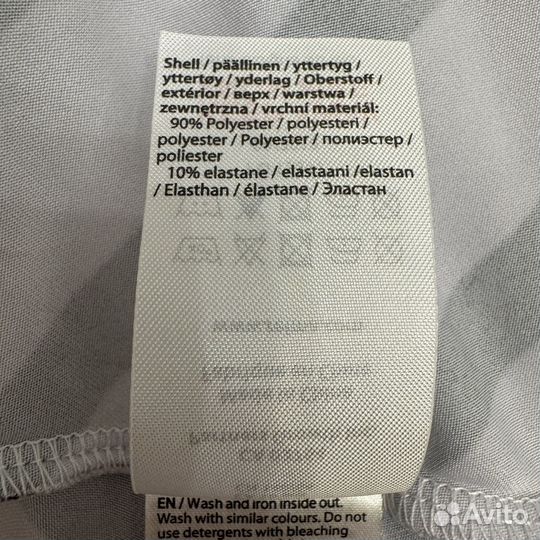 Shell / päällinen / yttertyg /
yttertøy / yderlag / Oberstoff /
extérior / верх / warstwa /
zewnętrzna / vrchní materiál:
90% Polyester / polyesteri /
polyester / Polyester / полиэстер /
poliester
10% elastane / elastaani /elastan
/ Elasthan / élastane / Эластан
EN / Wash and iron inside out.
Wash with similar colours. Do not
use detergents with bleaching
Avito